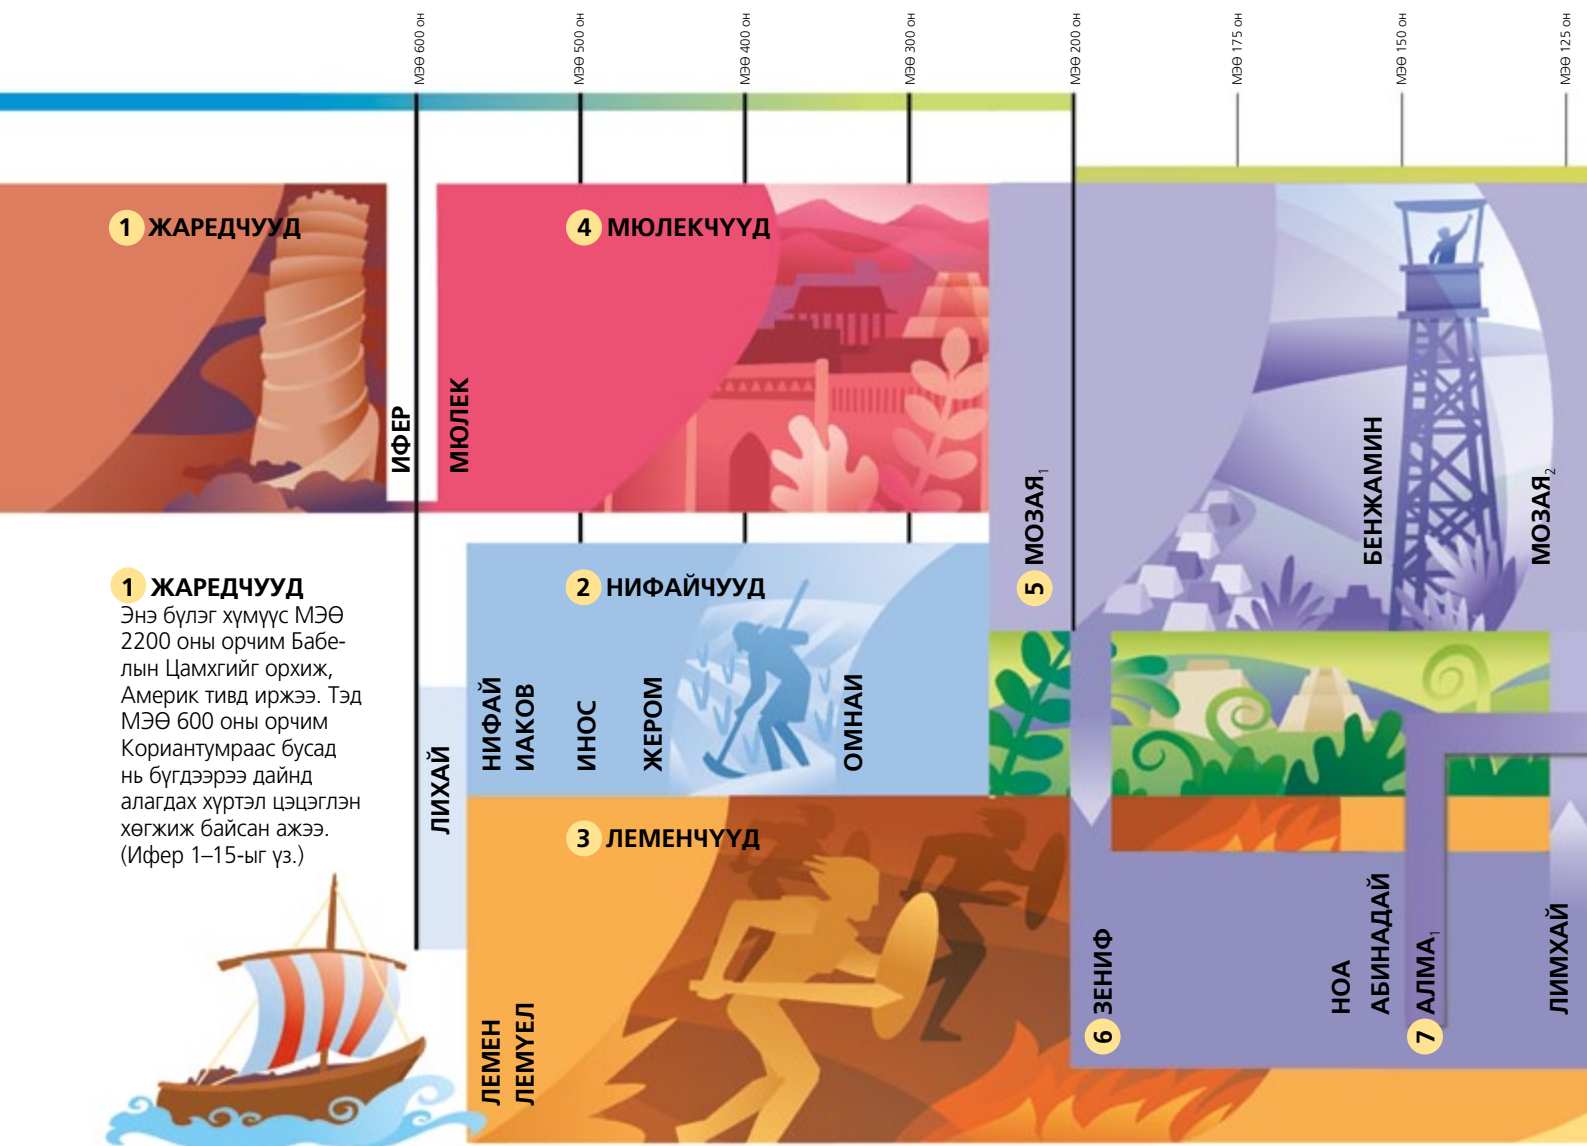 МЭӨ 600 он
МЭӨ 500 он
МЭӨ 400 он
МЭӨ 300 он
МЭӨ 200 он
МЭӨ 175 он
МЭӨ 150 он
МЭӨ 125 он
1 ЖАРЕДЧУУД
4 МЮЛЕКЧҮҮД
ИФЕР
МЮЛЕК
5 МОЗАЯ1
БЕНЖАМИН
МОЗАЯ2
1 ЖАРЕДЧУУД
Энэ бүлэг хүмүүс МЭӨ
2200 оны орчим Бабе-
лын Цамхгийг орхиж,
Америк тивд иржээ. Тэд
МЭӨ 600 оны орчим
Кориантумраас бусад
нь бүгдээрээ дайнд
алагдах хүртэл цэцэглэн
хөгжиж байсан ажээ.
(Ифер 1–15-ыг үз.)
2 НИФАЙЧУУД
ЛИХАЙ
НИФАЙ
ИАКОВ
ИНОС
ЖЕРОМ
ОМНАИ
3 ЛЕМЕНЧҮҮД
ЛЕМЕН
ЛЕМҮЕЛ
6 ЗЕНИФ
НОА
АБИНАДАЙ
7 АЛМА1
ЛИМХАЙ